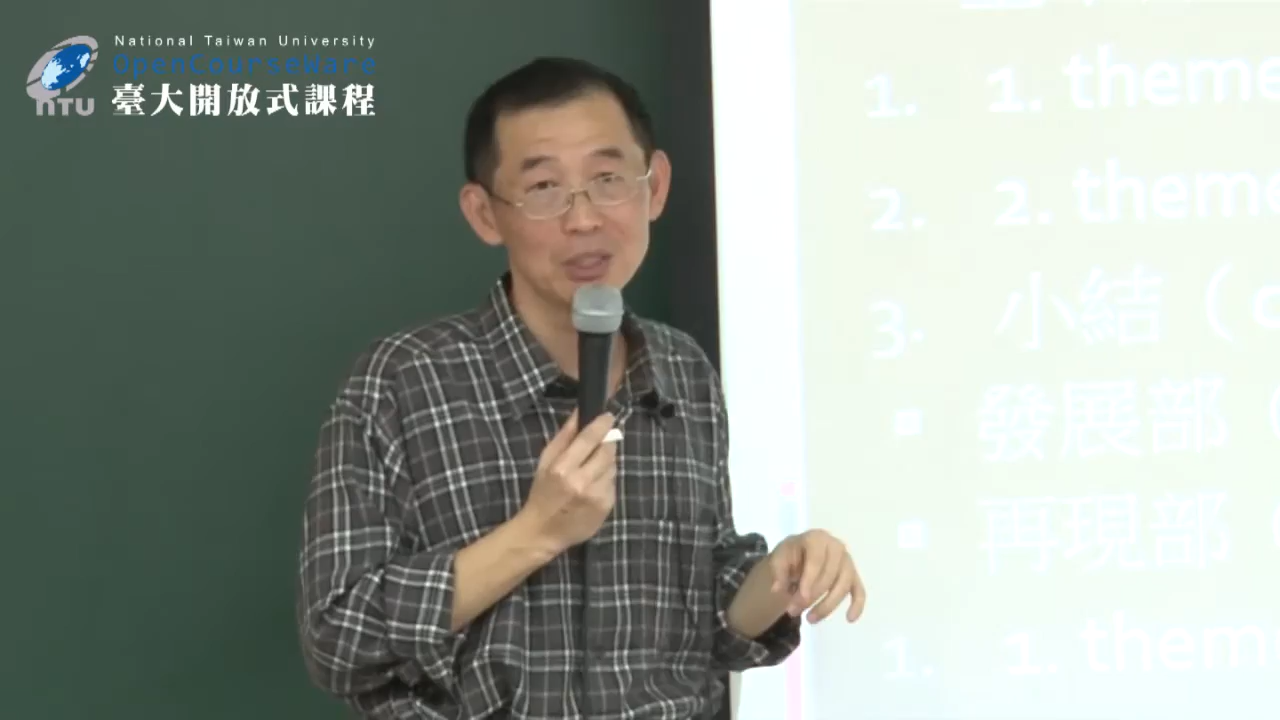 National Taiwan University
OpenCourseWare
NTU
臺大開放式課程
1. 1. theme
2. 2. theme
3. 小結（c
▪ 發展部（
▪ 再現部（
1. 1. them